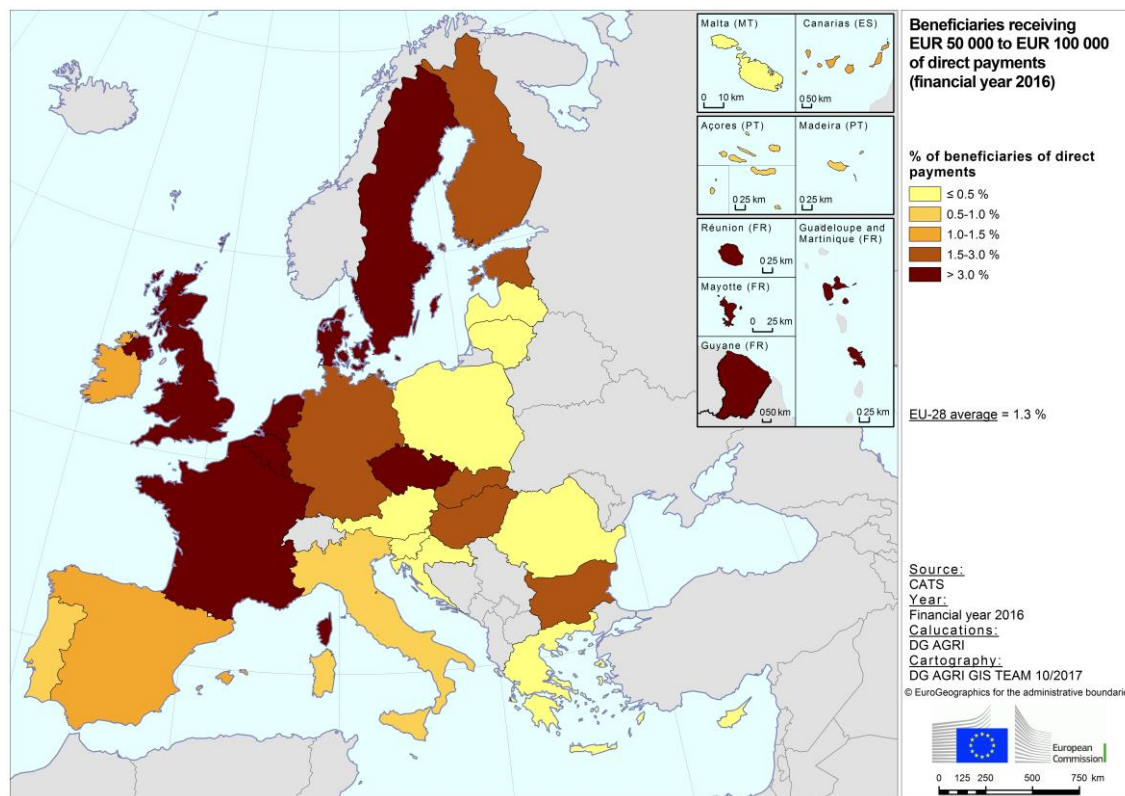 Malta (MT)
0 10 km
Canarias (ES)
0 50 km
Açores (PT)
0 25 km
Madeira (PT)
0 25 km
Réunion (FR)
0 25 km
Mayotte (FR)
0 25 km
Guyane (FR)
0 50 km
Guadeloupe and
Martinique (FR)
0 25 km
Beneficiaries receiving
EUR 50 000 to EUR 100 000
of direct payments
(financial year 2016)
% of beneficiaries of direct
payments
≤ 0.5 %
0.5-1.0 %
1.0-1.5 %
1.5-3.0 %
> 3.0 %
EU-28 average = 1.3 %
Source:
CATS
Year:
Financial year 2016
Calucations:
DG AGRI
Cartography:
DG AGRI GIS TEAM 10/2017
© EuroGeographics for the administrative boundarie
European
Commission
0 125 250 500 750 km